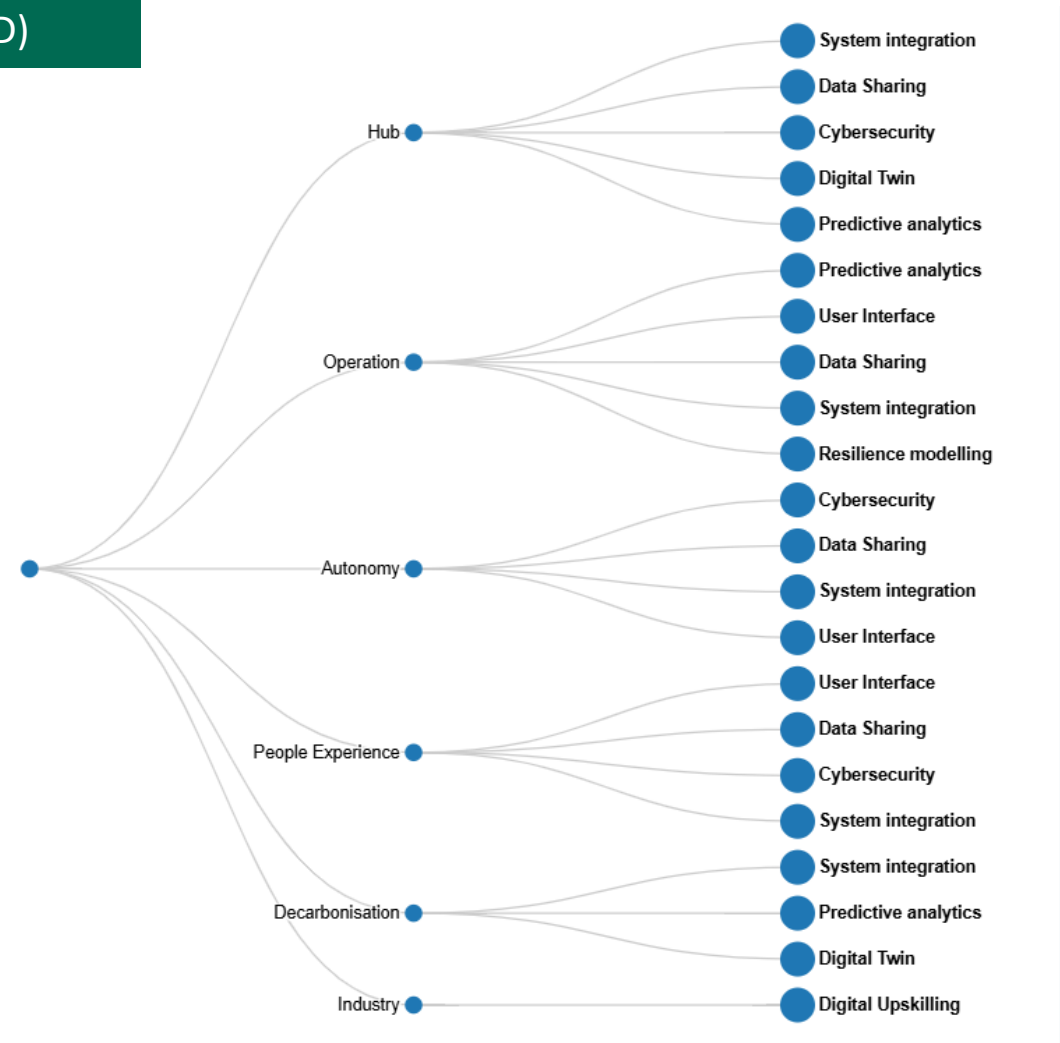 D)
Hub
System integration
Data Sharing
Cybersecurity
Digital Twin
Predictive analytics
Operation
Predictive analytics
User Interface
Data Sharing
System integration
Resilience modelling
Autonomy
Cybersecurity
Data Sharing
System integration
User Interface
People Experience
User Interface
Data Sharing
Cybersecurity
System integration
Decarbonisation
System integration
Predictive analytics
Digital Twin
Industry
Digital Upskilling